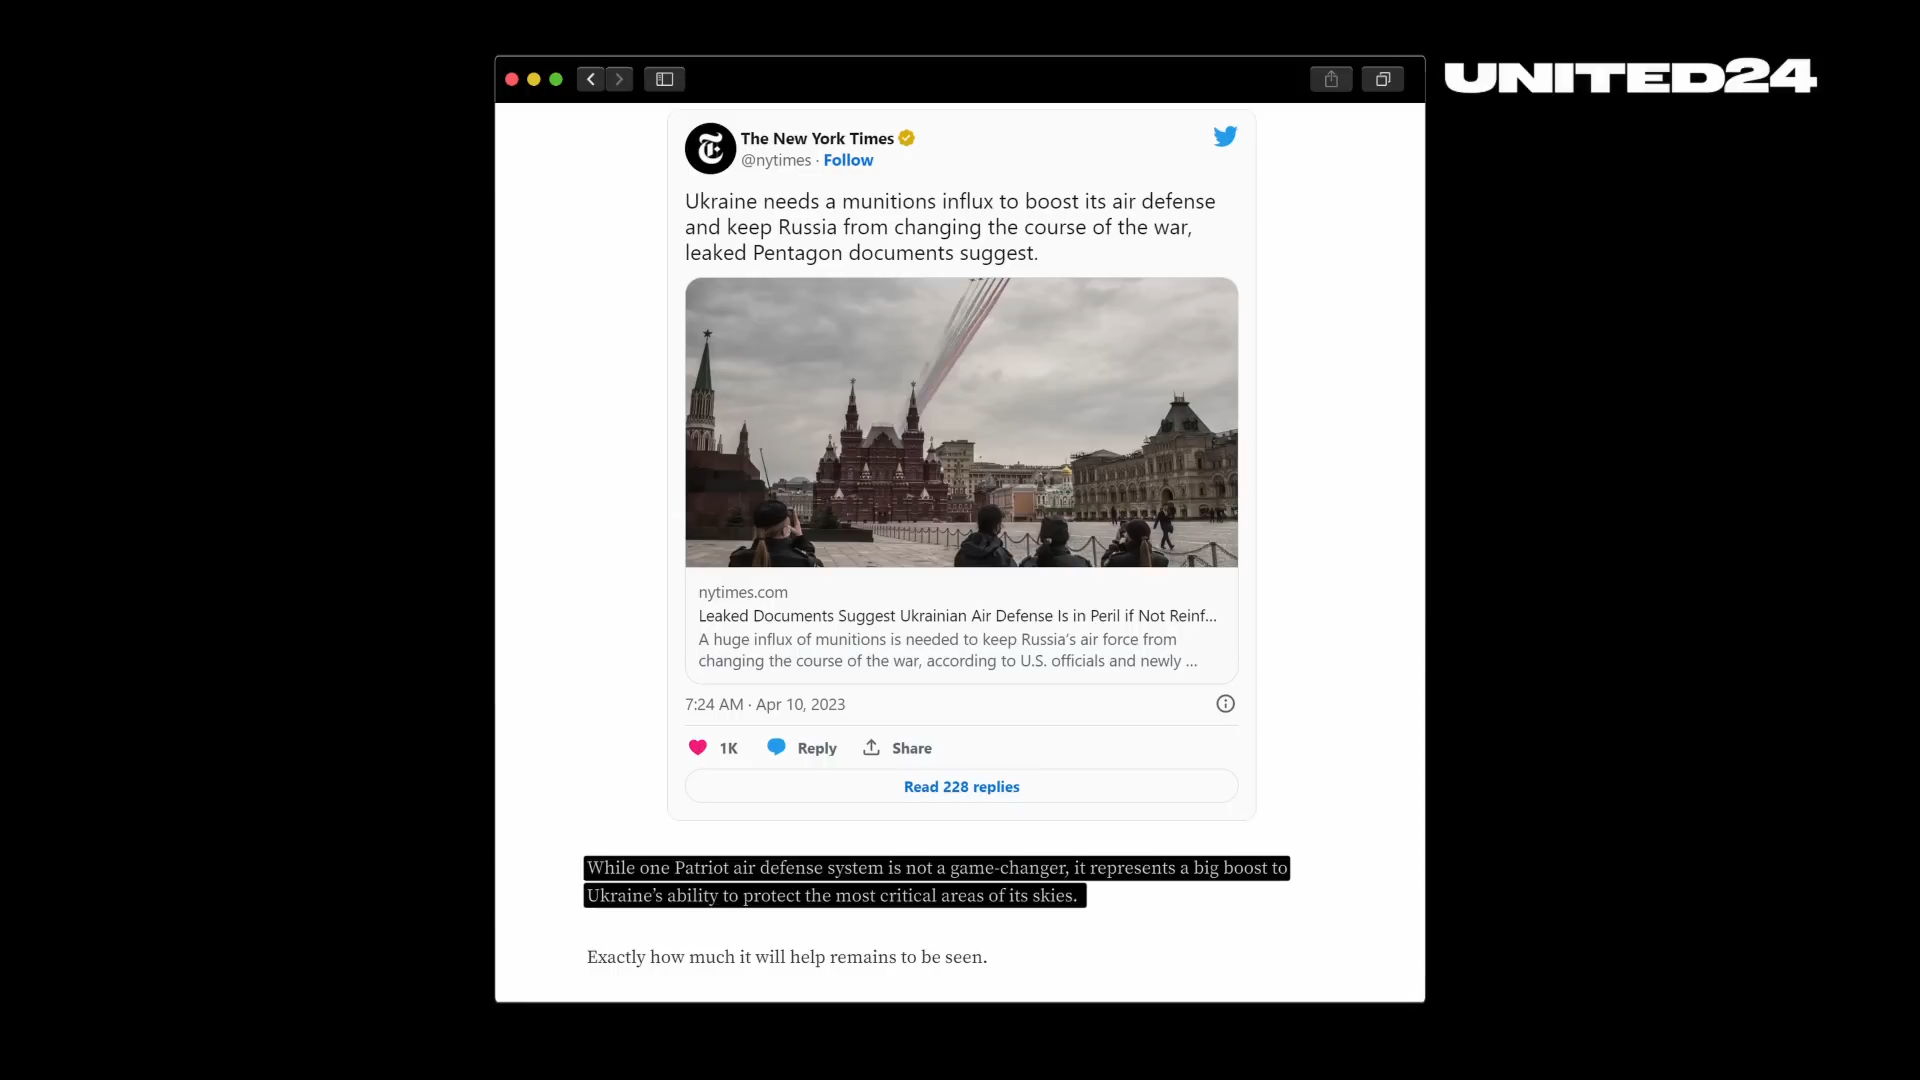 UNITED24
The New York Times
@nytimes · Follow
Ukraine needs a munitions influx to boost its air defense
and keep Russia from changing the course of the war,
leaked Pentagon documents suggest.
nytimes.com
Leaked Documents Suggest Ukrainian Air Defense Is in Peril if Not Reinf...
A huge influx of munitions is needed to keep Russia's air force from
changing the course of the war, according to U.S. officials and newly ...
7:24 AM · Apr 10, 2023
1K Reply Share
Read 228 replies
While one Patriot air defense system is not a game-changer, it represents a big boost to
Ukraine's ability to protect the most critical areas of its skies.
Exactly how much it will help remains to be seen.